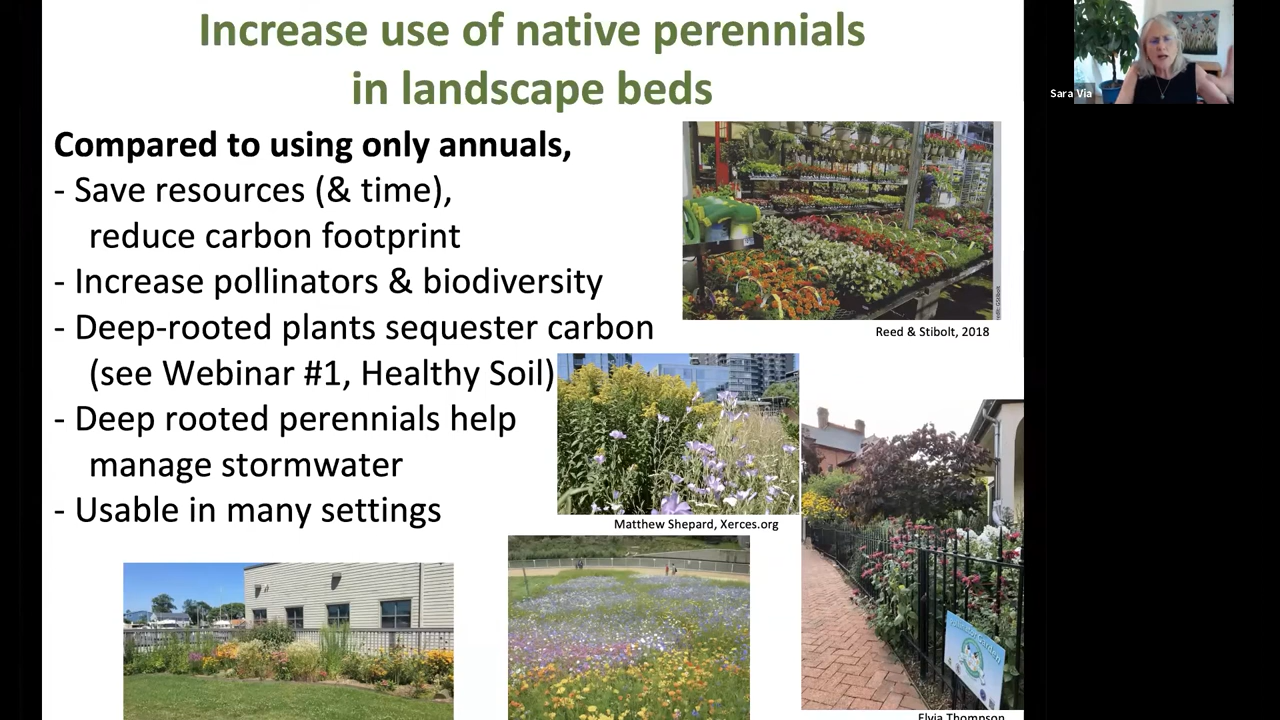 Increase use of native perennials
in landscape beds
Compared to using only annuals,
- Save resources (& time),
reduce carbon footprint
- Increase pollinators & biodiversity
- Deep-rooted plants sequester carbon
(see Webinar #1, Healthy Soil)
- Deep rooted perennials help
manage stormwater
- Usable in many settings
Reed & Stibolt, 2018
Matthew Shepard, Xerces.org
Elvia Thompson
Sara Via